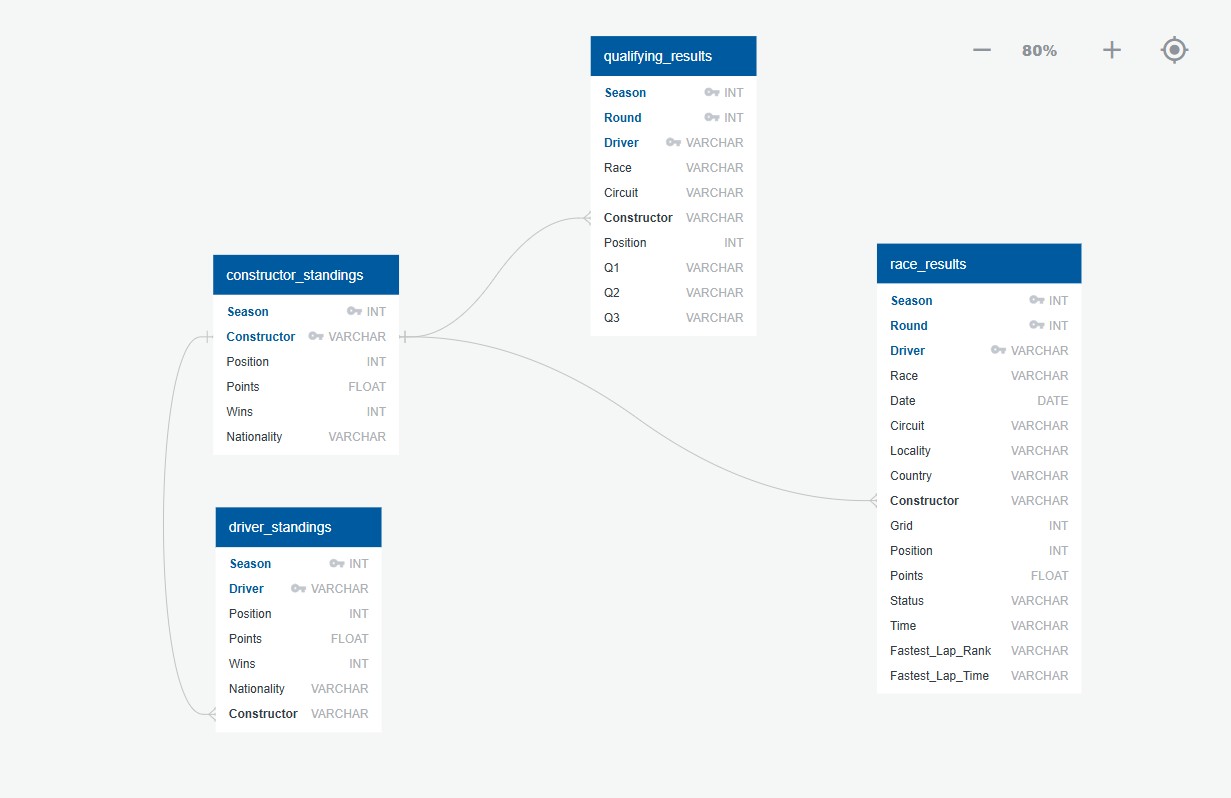 80%
qualifying_results
Season INT
Round INT
Driver VARCHAR
Race VARCHAR
Circuit VARCHAR
Constructor VARCHAR
Position INT
Q1 VARCHAR
Q2 VARCHAR
Q3 VARCHAR
constructor_standings
Season INT
Constructor VARCHAR
Position INT
Points FLOAT
Wins INT
Nationality VARCHAR
driver_standings
Season INT
Driver VARCHAR
Position INT
Points FLOAT
Wins INT
Nationality VARCHAR
Constructor VARCHAR
race_results
Season INT
Round INT
Driver VARCHAR
Race VARCHAR
Date DATE
Circuit VARCHAR
Locality VARCHAR
Country VARCHAR
Constructor VARCHAR
Grid INT
Position INT
Points FLOAT
Status VARCHAR
Time VARCHAR
Fastest_Lap_Rank VARCHAR
Fastest_Lap_Time VARCHAR